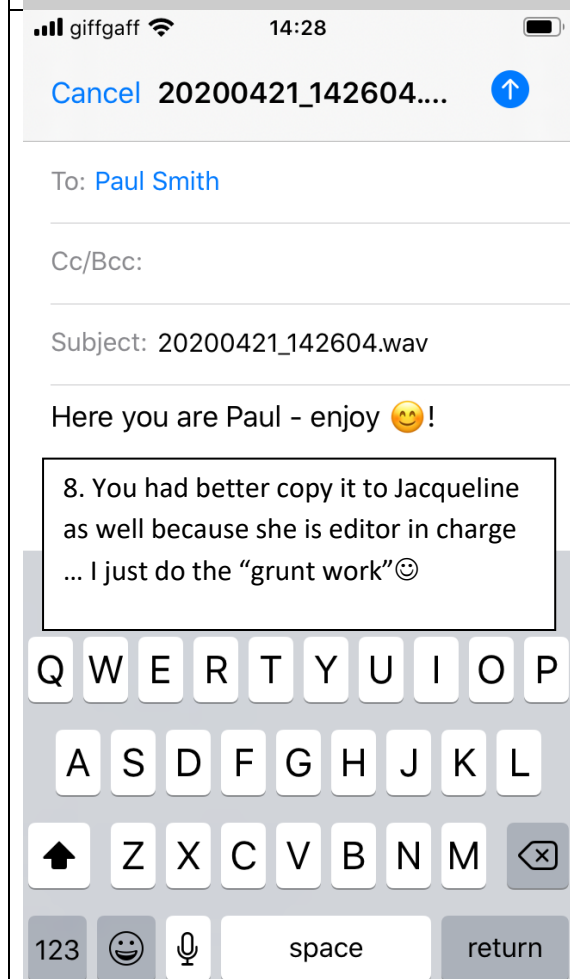 giffgaff 14:28
Cancel 20200421_142604....
To: Paul Smith
Cc/Bcc:
Subject: 20200421_142604.wav
Here you are Paul - enjoy 😊!
8. You had better copy it to Jacqueline
as well because she is editor in charge
... I just do the “grunt work”☺
Q W E R T Y U I O P
A S D F G H J K L
Z X C V B N M
123 space return